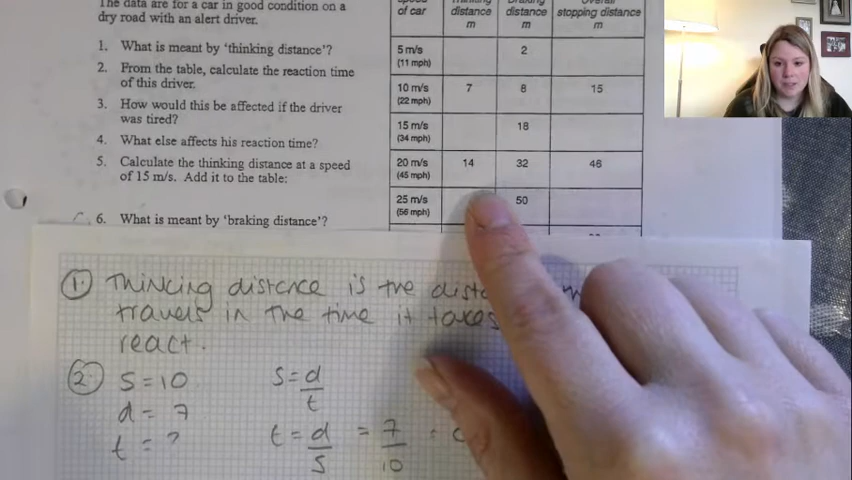 The data are for a car in good condition on a
dry road with an alert driver.
1. What is meant by 'thinking distance'?
2. From the table, calculate the reaction time
of this driver.
3. How would this be affected if the driver
was tired?
4. What else affects his reaction time?
5. Calculate the thinking distance at a speed
of 15 m/s. Add it to the table:
6. What is meant by 'braking distance'?
of car distance distance stopping distance
m m m
5 m/s 2
(11 mph)
10 m/s 7 8 15
(22 mph)
15 m/s 18
(34 mph)
20 m/s 14 32 46
(45 mph)
25 m/s 50
(56 mph)
1. Thinking distance is the
travels in the time it takes
react.
2. S = 10 S = d
t
d = 7
t = ? t = d = 7 =
S 10